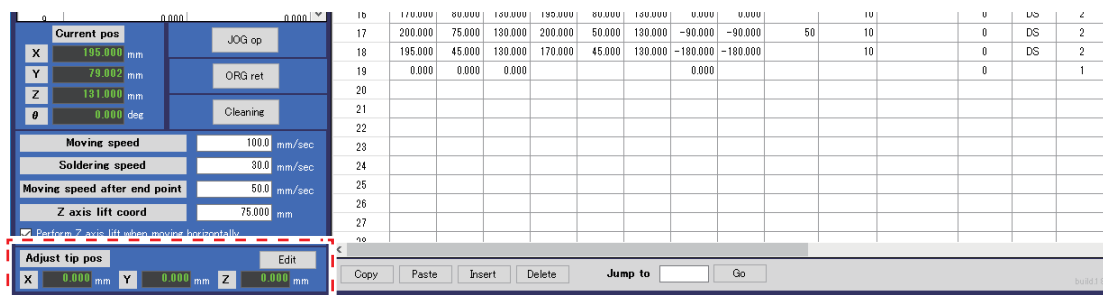 9 0.000 0.000
Current pos
X 195.000 mm
Y 79.002 mm
Z 131.000 mm
θ 0.000 deg
JOG op
ORG ret
Cleaning
Moving speed 100.0 mm/sec
Soldering speed 30.0 mm/sec
Moving speed after end point 50.0 mm/sec
Z axis lift coord 75.000 mm
Perform Z axis lift when moving horizontally
Adjust tip pos Edit
X 0.000 mm Y 0.000 mm Z 0.000 mm
16 170.000 80.000 130.000 195.000 80.000 130.000 0.000 0.000 10 0 DS 2
17 200.000 75.000 130.000 200.000 50.000 130.000 -90.000 -90.000 50 10 0 DS 2
18 195.000 45.000 130.000 170.000 45.000 130.000 -180.000 -180.000 10 0 DS 2
19 0.000 0.000 0.000 0.000 0 1
20
21
22
23
24
25
26
27
28
Copy Paste Insert Delete Jump to Go